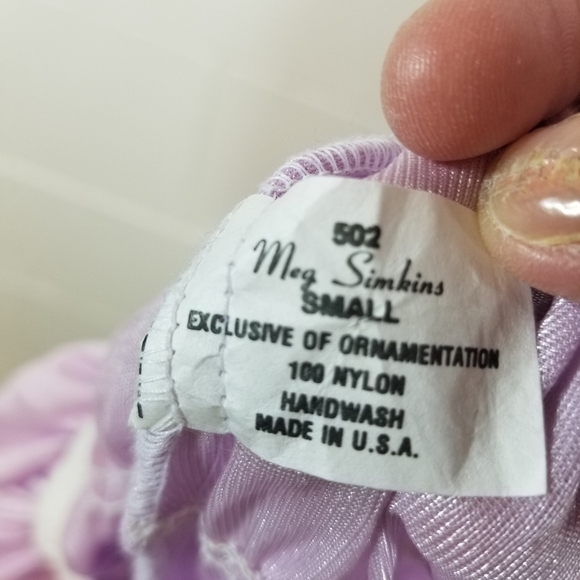 502
Meg Simkins
SMALL
EXCLUSIVE OF ORNAMENTATION
100 NYLON
HANDWASH
MADE IN U.S.A.